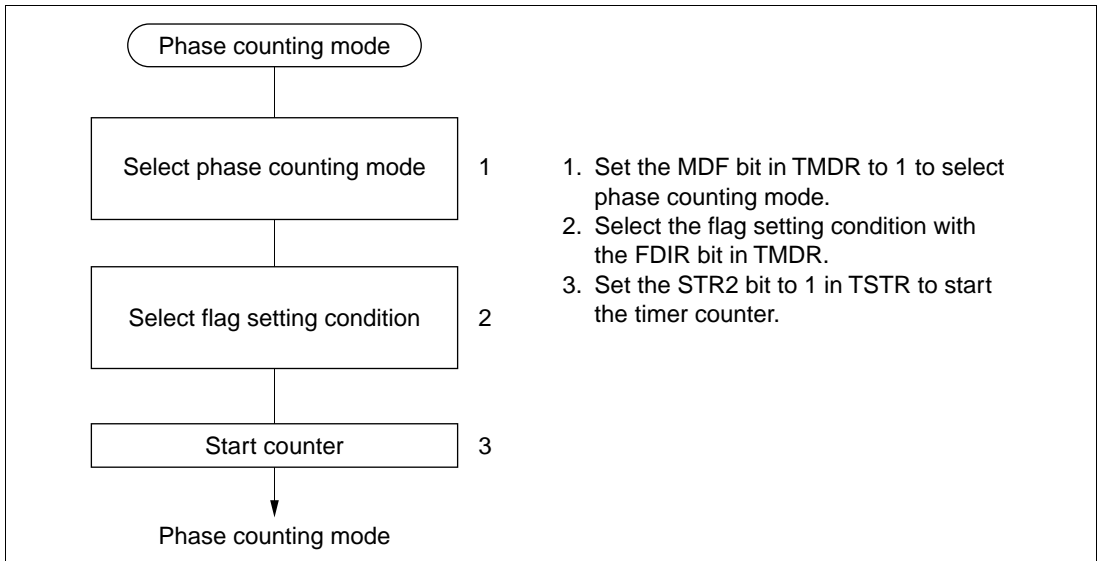 Phase counting mode
Select phase counting mode 1
Select flag setting condition 2
Start counter 3
Phase counting mode
1. Set the MDF bit in TMDR to 1 to select
phase counting mode.
2. Select the flag setting condition with
the FDIR bit in TMDR.
3. Set the STR2 bit to 1 in TSTR to start
the timer counter.